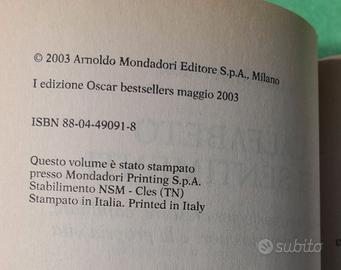 © 2003 Arnoldo Mondadori Editore S.p.A., Milano
I edizione Oscar bestsellers maggio 2003
ISBN 88-04-49091-8
Questo volume è stato stampato
presso Mondadori Printing S.p.A.
Stabilimento NSM - Cles (TN)
Stampato in Italia. Printed in Italy
subito